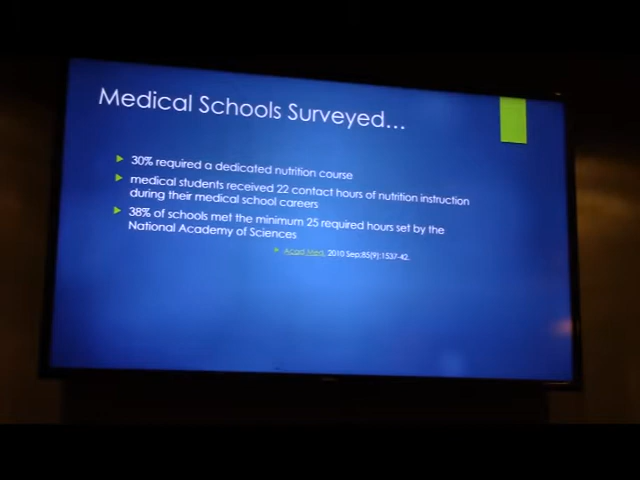 Medical Schools Surveyed...
30% required a dedicated nutrition course
medical students received 22 contact hours of nutrition instruction
during their medical school careers
38% of schools met the minimum 25 required hours set by the
National Academy of Sciences
Acad Med. 2010 Sep;85(9):1537-42.